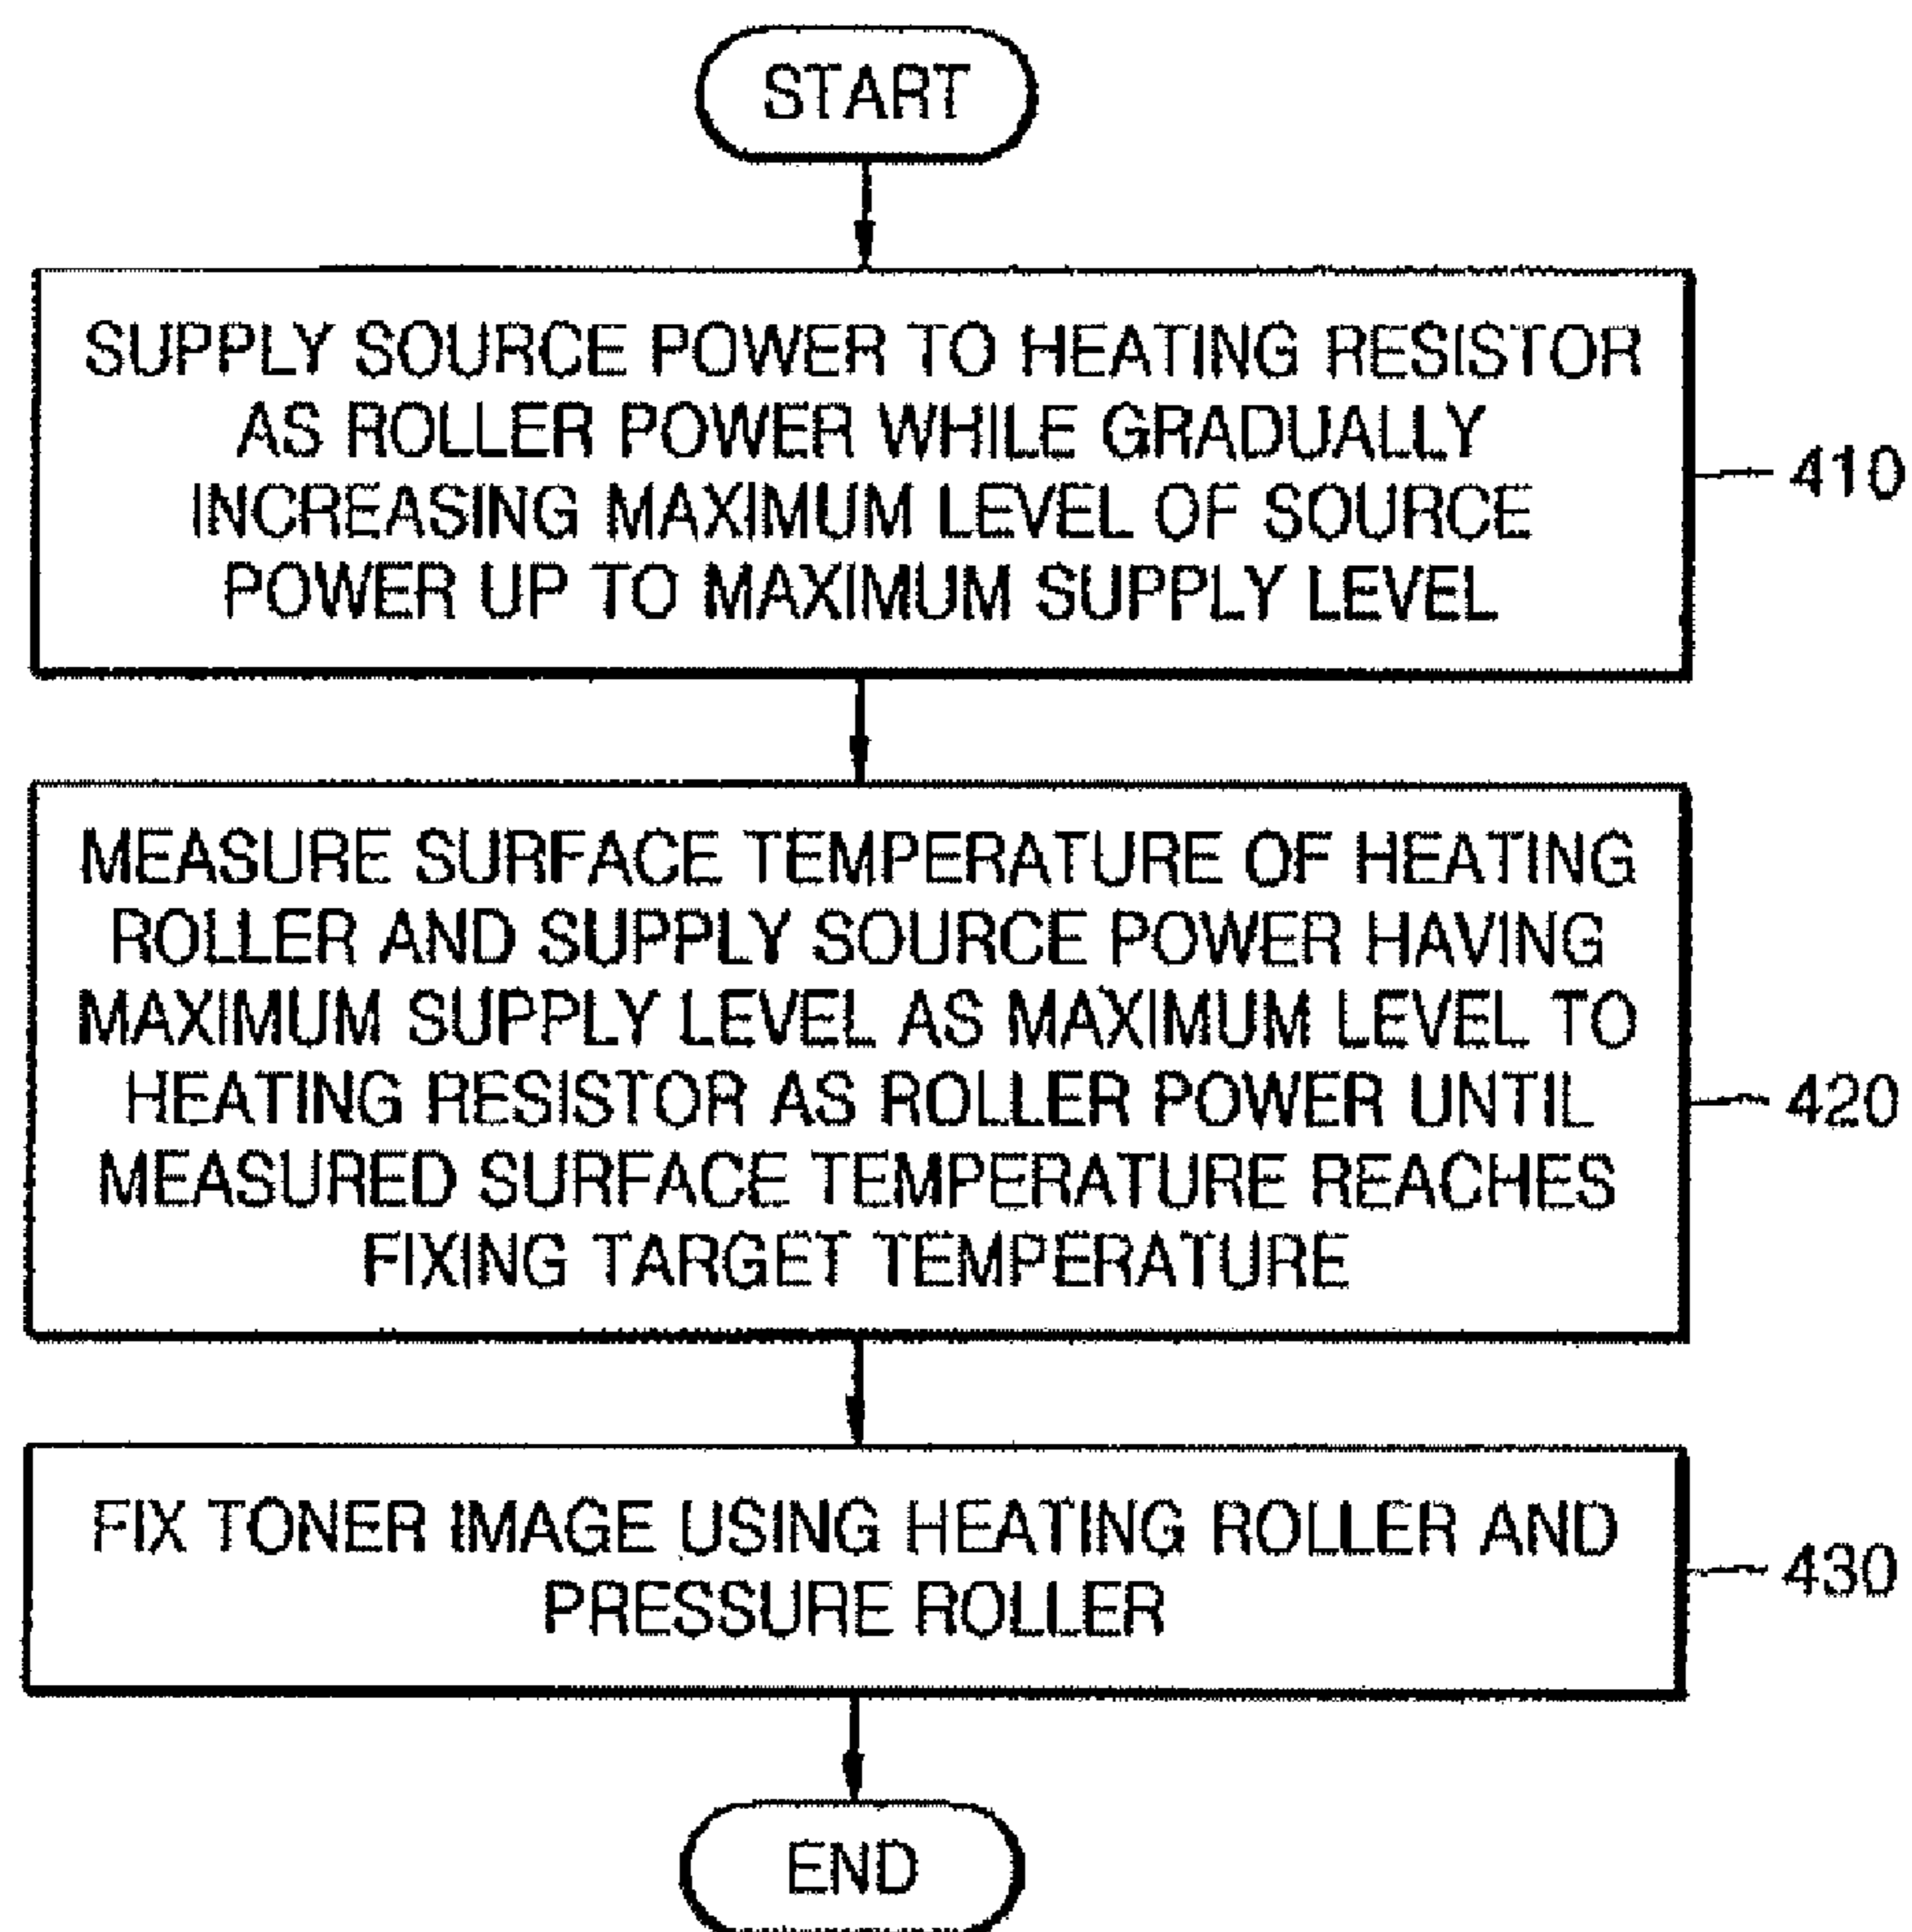 START
SUPPLY SOURCE POWER TO HEATING RESISTOR
AS ROLLER POWER WHILE GRADUALLY
INCREASING MAXIMUM LEVEL OF SOURCE
POWER UP TO MAXIMUM SUPPLY LEVEL
410
MEASURE SURFACE TEMPERATURE OF HEATING
ROLLER AND SUPPLY SOURCE POWER HAVING
MAXIMUM SUPPLY LEVEL AS MAXIMUM LEVEL TO
HEATING RESISTOR AS ROLLER POWER UNTIL
MEASURED SURFACE TEMPERATURE REACHES
FIXING TARGET TEMPERATURE
420
FIX TONER IMAGE USING HEATING ROLLER AND
PRESSURE ROLLER
430
END